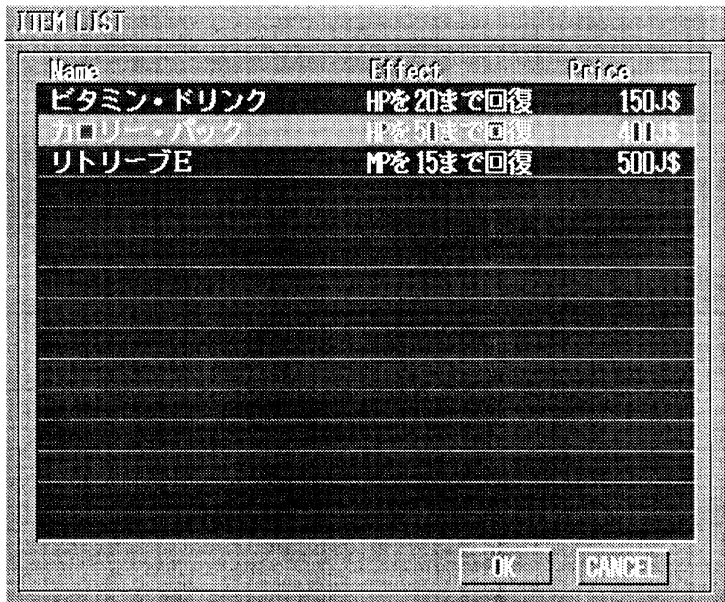 ITEM LIST
Name Effect Price
ビタミン・ドリンク HPを20まで回復 150J$
カロリー・パック HPを50まで回復 400J$
リトリーブE MPを15まで回復 500J$
OK CANCEL